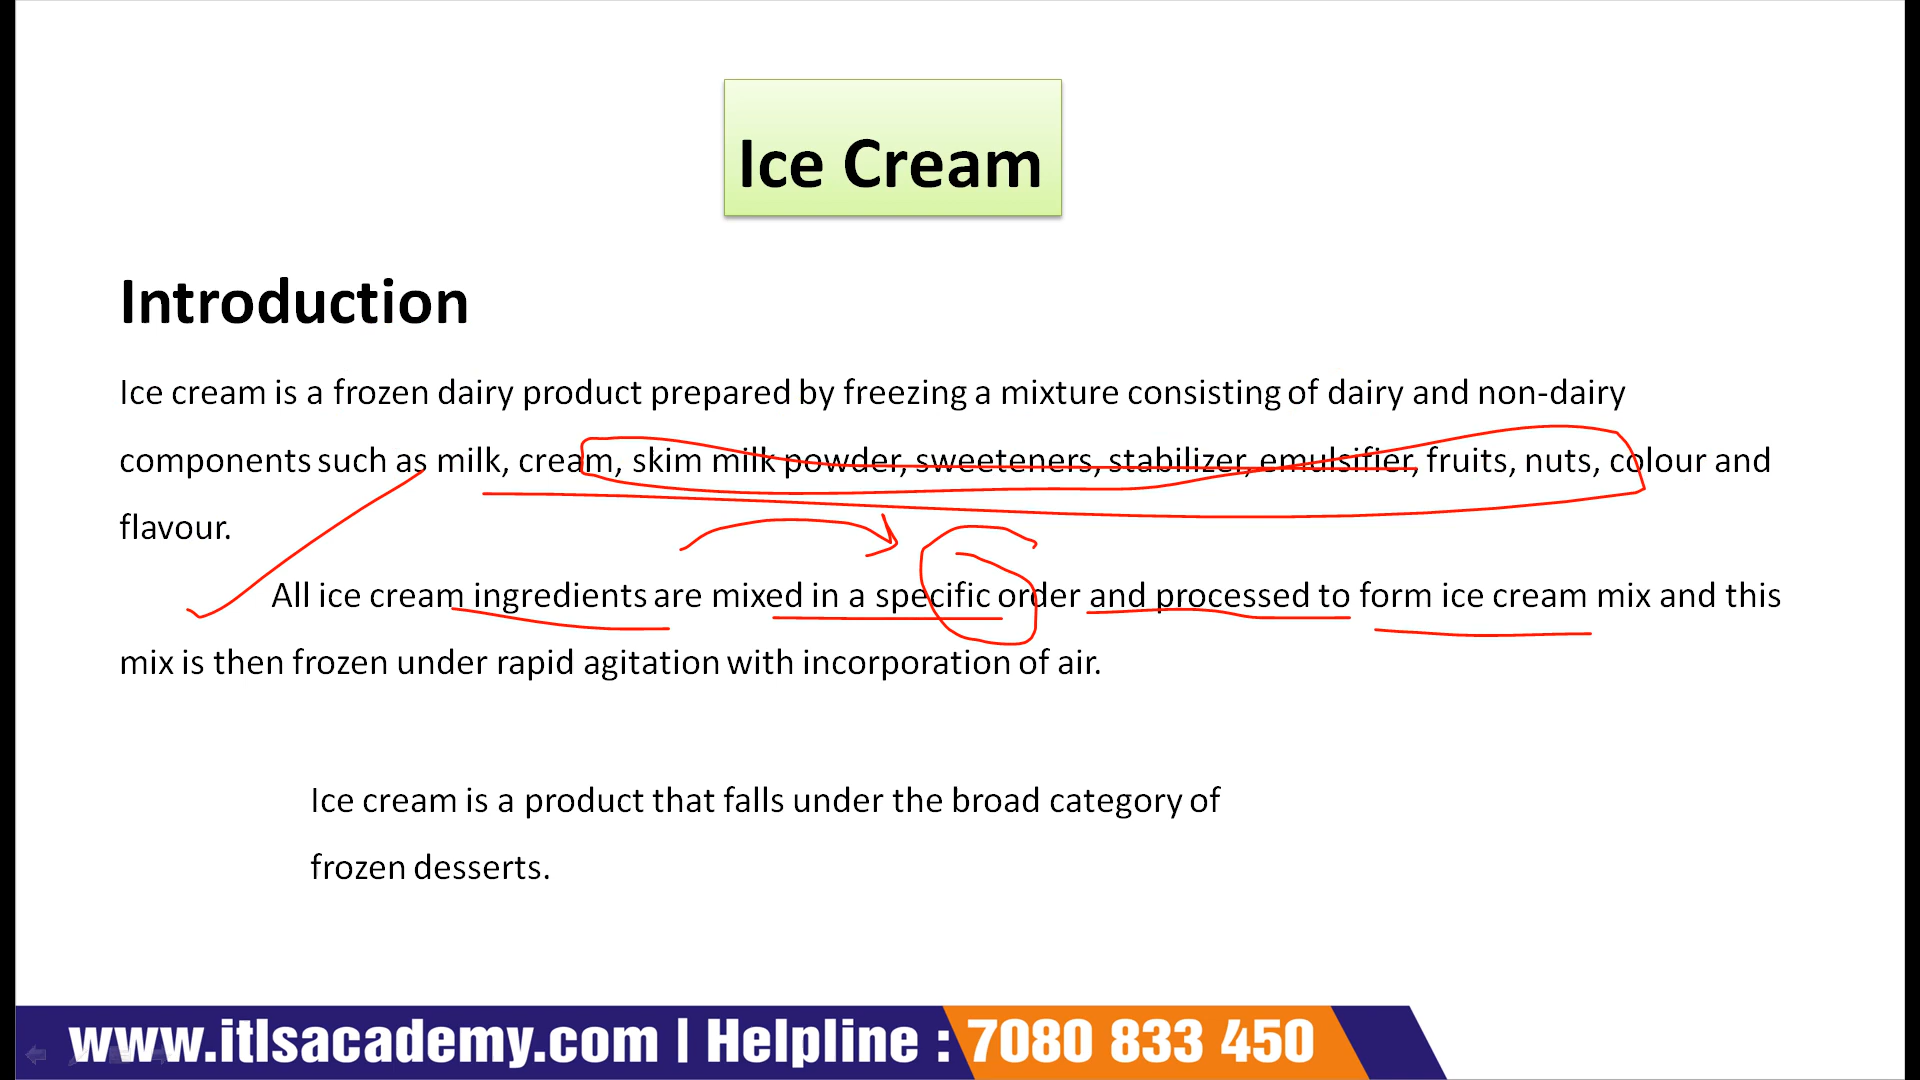 Ice Cream
Introduction
Ice cream is a frozen dairy product prepared by freezing a mixture consisting of dairy and non-dairy
components such as milk, cream, skim milk powder, sweeteners, stabilizer, emulsifier, fruits, nuts, colour and
flavour.
All ice cream ingredients are mixed in a specific order and processed to form ice cream mix and this
mix is then frozen under rapid agitation with incorporation of air.
Ice cream is a product that falls under the broad category of
frozen desserts.
www.itlsacademy.com | Helpline : 7080 833 450